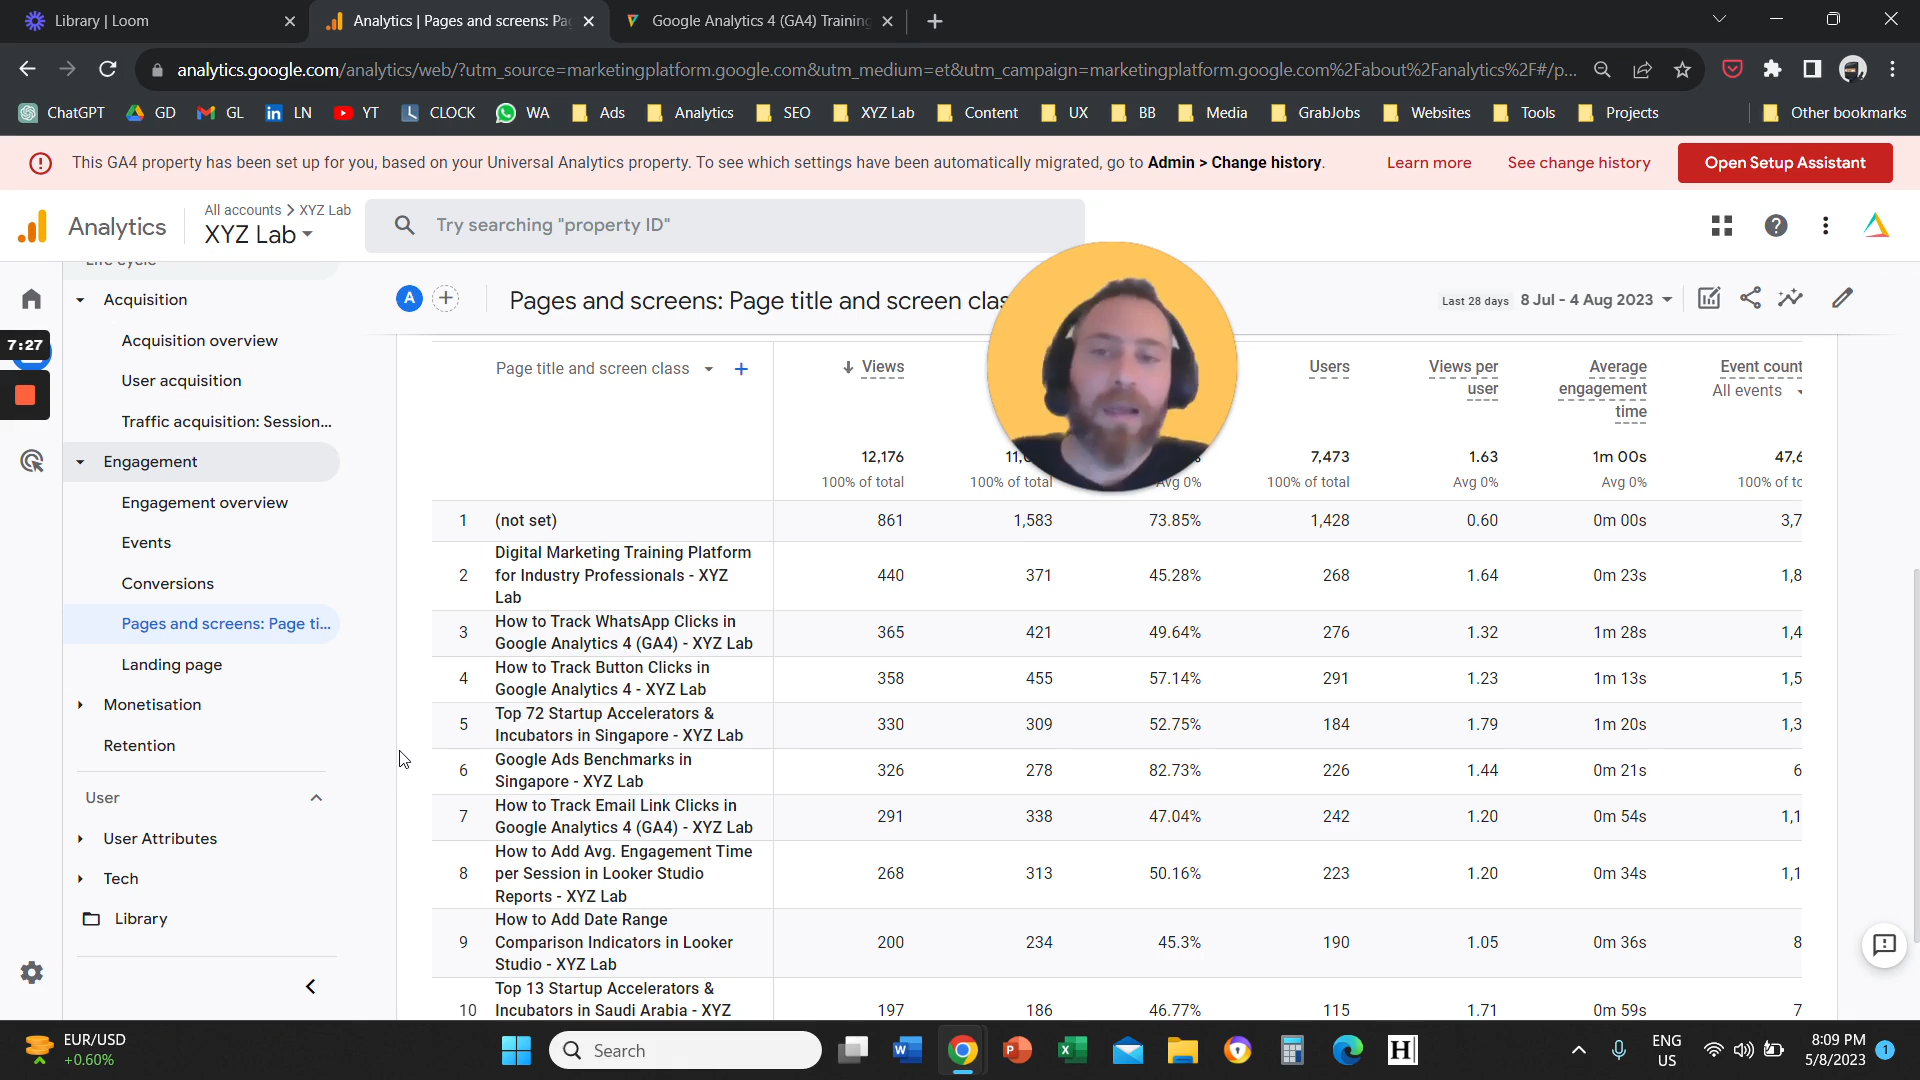 Library | Loom
Analytics | Pages and screens: Pa
Google Analytics 4 (GA4) Training
analytics.google.com/analytics/web/?utm_source=marketingplatform.google.com&utm_medium=et&utm_campaign=marketingplatform.google.com%2Fabout%2Fanalytics%2F#/p...
ChatGPT GD GL LN YT CLOCK WA Ads Analytics SEO XYZ Lab Content UX BB Media GrabJobs Websites Tools Projects Other bookmarks
This GA4 property has been set up for you, based on your Universal Analytics property. To see which settings have been automatically migrated, go to Admin > Change history. Learn more See change history Open Setup Assistant
Analytics
All accounts > XYZ Lab
XYZ Lab
Try searching "property ID"
Acquisition
Acquisition overview
User acquisition
Traffic acquisition: Session...
Engagement
Engagement overview
Events
Conversions
Pages and screens: Page ti...
Landing page
Monetisation
Retention
User
User Attributes
Tech
Library
7:27
A
Pages and screens: Page title and screen clas
Last 28 days 8 Jul - 4 Aug 2023
Page title and screen class
Views
Users
Views per
user
Average
engagement
time
Event count
All events
12,176 7,473 1.63 1m 00s 47,6
100% of total 100% of total Avg 0% 100% of total Avg 0% Avg 0% 100% of to
1 (not set) 861 1,583 73.85% 1,428 0.60 0m 00s 3,7
Digital Marketing Training Platform
2 for Industry Professionals - XYZ 440 371 45.28% 268 1.64 0m 23s 1,8
Lab
How to Track WhatsApp Clicks in
3 365 421 49.64% 276 1.32 1m 28s 1,4
Google Analytics 4 (GA4) - XYZ Lab
How to Track Button Clicks in
4 358 455 57.14% 291 1.23 1m 13s 1,5
Google Analytics 4 - XYZ Lab
Top 72 Startup Accelerators &
5 330 309 52.75% 184 1.79 1m 20s 1,3
Incubators in Singapore - XYZ Lab
Google Ads Benchmarks in
6 326 278 82.73% 226 1.44 0m 21s 6
Singapore - XYZ Lab
How to Track Email Link Clicks in
7 291 338 47.04% 242 1.20 0m 54s 1,1
Google Analytics 4 (GA4) - XYZ Lab
How to Add Avg. Engagement Time
8 per Session in Looker Studio 268 313 50.16% 223 1.20 0m 34s 1,1
Reports - XYZ Lab
How to Add Date Range
9 Comparison Indicators in Looker 200 234 45.3% 190 1.05 0m 36s 8
Studio - XYZ Lab
Top 13 Startup Accelerators &
10 Incubators in Saudi Arabia - XYZ 197 186 46.77% 115 1.71 0m 59s 7
EUR/USD
+0.60%
Search
ENG
US
8:09 PM
5/8/2023
1